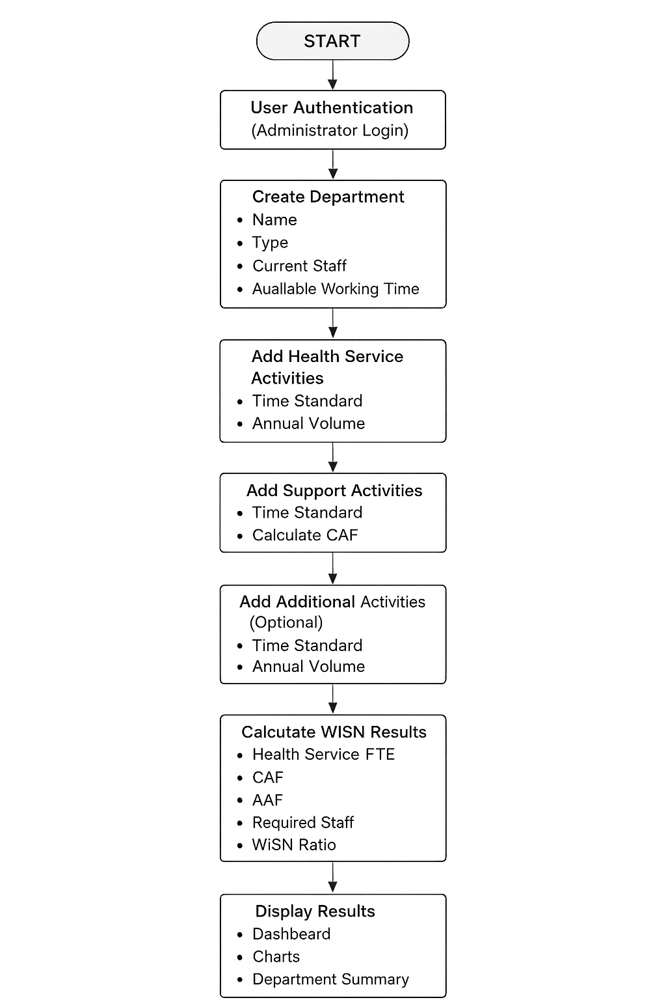 START
User Authentication
(Administrator Login)
Create Department
• Name
• Type
• Current Staff
• Auallable Working Time
Add Health Service
Activities
• Time Standard
• Annual Volume
Add Support Activities
• Time Standard
• Calculate CAF
Add Additional Activities
(Optional)
• Time Standard
• Annual Volume
Calcutate WISN Results
• Health Service FTE
• CAF
• AAF
• Required Staff
• WiSN Ratio
Display Results
• Dashbeard
• Charts
• Department Summary